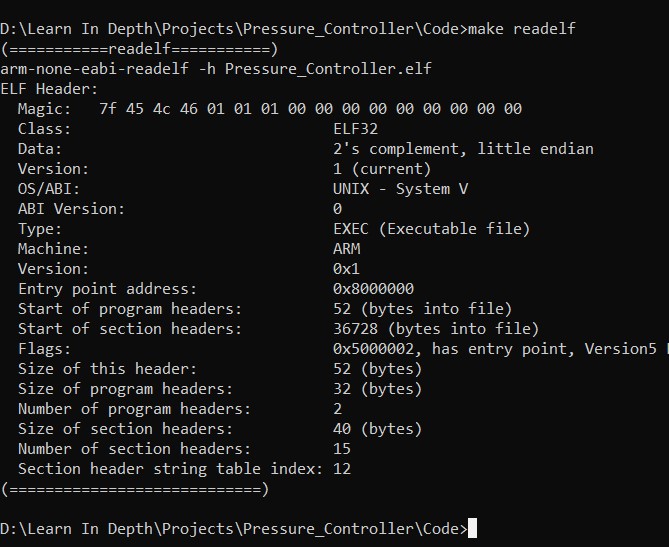 D:\Learn In Depth\Projects\Pressure_Controller\Code>make readelf
(===========readelf===========)
arm-none-eabi-readelf -h Pressure_Controller.elf
ELF Header:
  Magic:   7f 45 4c 46 01 01 01 00 00 00 00 00 00 00 00 00
  Class:                             ELF32
  Data:                              2's complement, little endian
  Version:                           1 (current)
  OS/ABI:                            UNIX - System V
  ABI Version:                       0
  Type:                              EXEC (Executable file)
  Machine:                           ARM
  Version:                           0x1
  Entry point address:               0x8000000
  Start of program headers:          52 (bytes into file)
  Start of section headers:          36728 (bytes into file)
  Flags:                             0x5000002, has entry point, Version5
  Size of this header:               52 (bytes)
  Size of program headers:           32 (bytes)
  Number of program headers:         2
  Size of section headers:           40 (bytes)
  Number of section headers:         15
  Section header string table index: 12
(===========================)
D:\Learn In Depth\Projects\Pressure_Controller\Code>